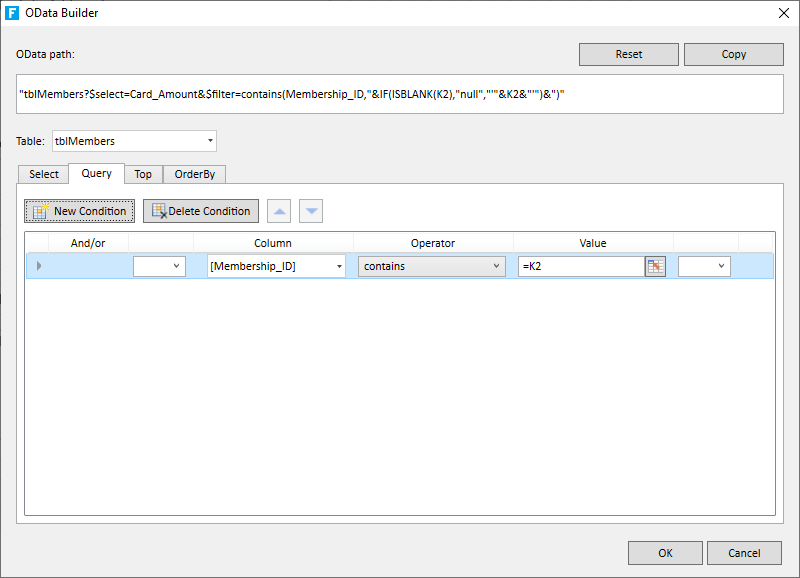 F OData Builder
OData path:
Reset
Copy
"tblMembers?$select=Card_Amount&$filter=contains(Membership_ID,"&IF(ISBLANK(K2),"null","'"&K2&"'")&")"
Table: tblMembers
Select Query Top OrderBy
New Condition Delete Condition
And/or Column Operator Value
[Membership_ID] contains =K2
OK Cancel